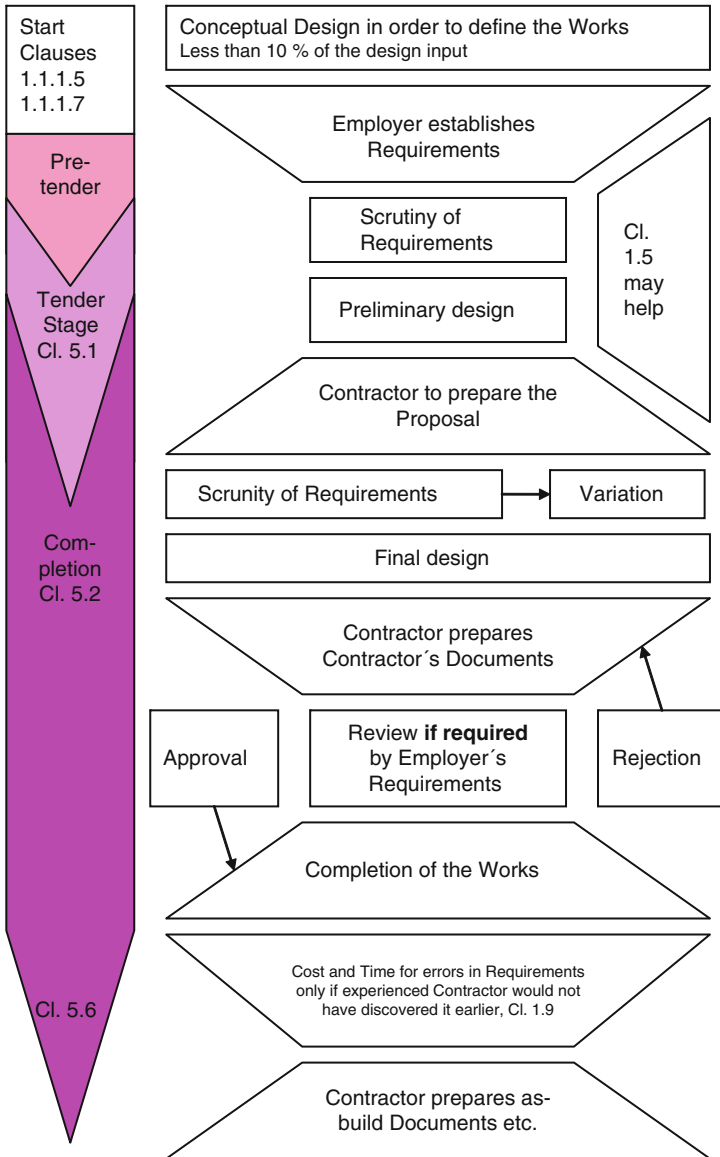 Start
Clauses
1.1.1.5
1.1.1.7
Pre-
tender
Tender
Stage
Cl. 5.1
Com-
pletion
Cl. 5.2
Cl. 5.6
Conceptual Design in order to define the Works
Less than 10 % of the design input
Employer establishes
Requirements
Scrutiny of
Requirements
Cl.
1.5
may
help
Preliminary design
Contractor to prepare the
Proposal
Scrunity of Requirements
Variation
Final design
Contractor prepares
Contractor´s Documents
Approval
Review if required
by Employer´s
Requirements
Rejection
Completion of the Works
Cost and Time for errors in Requirements
only if experienced Contractor would not
have discovered it earlier, Cl. 1.9
Contractor prepares as-
build Documents etc.